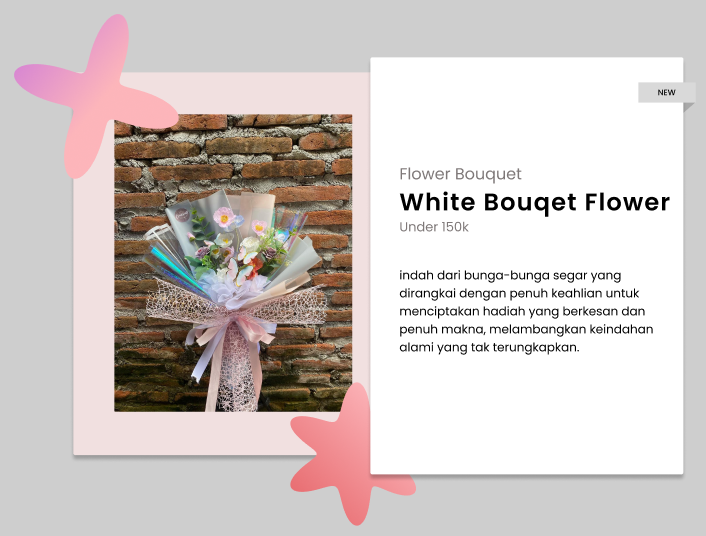 NEW
Flower Bouquet
White Bouqet Flower
Under 150k
indah dari bunga-bunga segar yang
dirangkai dengan penuh keahlian untuk
menciptakan hadiah yang berkesan dan
penuh makna, melambangkan keindahan
alami yang tak terungkapkan.